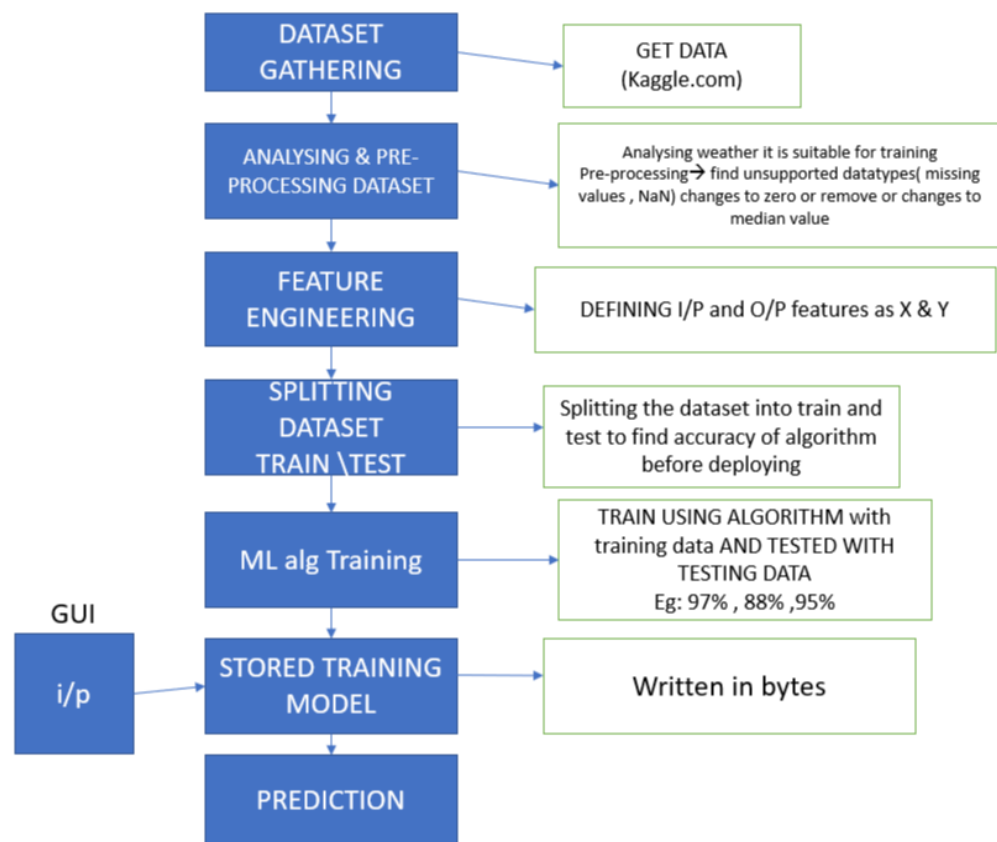 DATASET
GATHERING
GET DATA
(Kaggle.com)
ANALYSING & PRE-
PROCESSING DATASET
Analysing weather it is suitable for training
Pre-processing→ find unsupported datatypes( missing
values , NaN) changes to zero or remove or changes to
median value
FEATURE
ENGINEERING
DEFINING I/P and O/P features as X & Y
SPLITTING
DATASET
TRAIN \TEST
Splitting the dataset into train and
test to find accuracy of algorithm
before deploying
ML alg Training
TRAIN USING ALGORITHM with
training data AND TESTED WITH
TESTING DATA
Eg: 97% , 88% ,95%
GUI
i/p
STORED TRAINING
MODEL
Written in bytes
PREDICTION